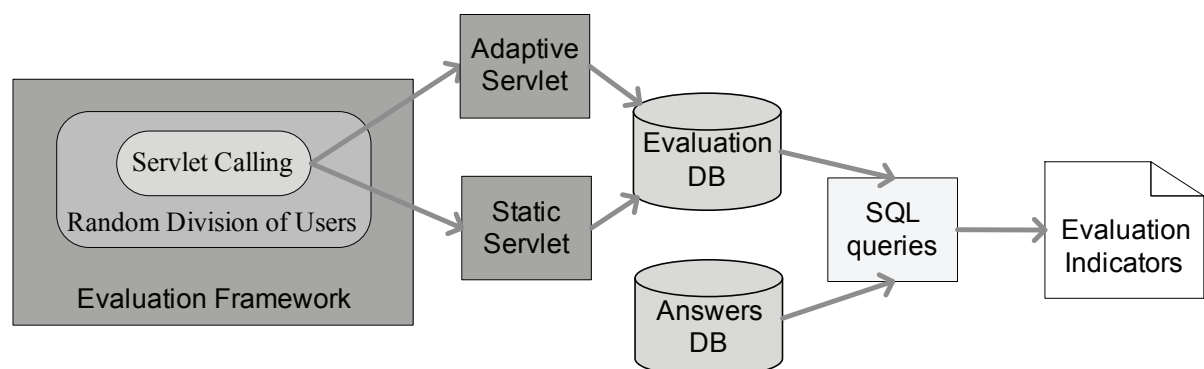 Servlet Calling
Random Division of Users
Evaluation Framework
Adaptive
Servlet
Static
Servlet
Evaluation
DB
Answers
DB
SQL
queries
Evaluation
Indicators